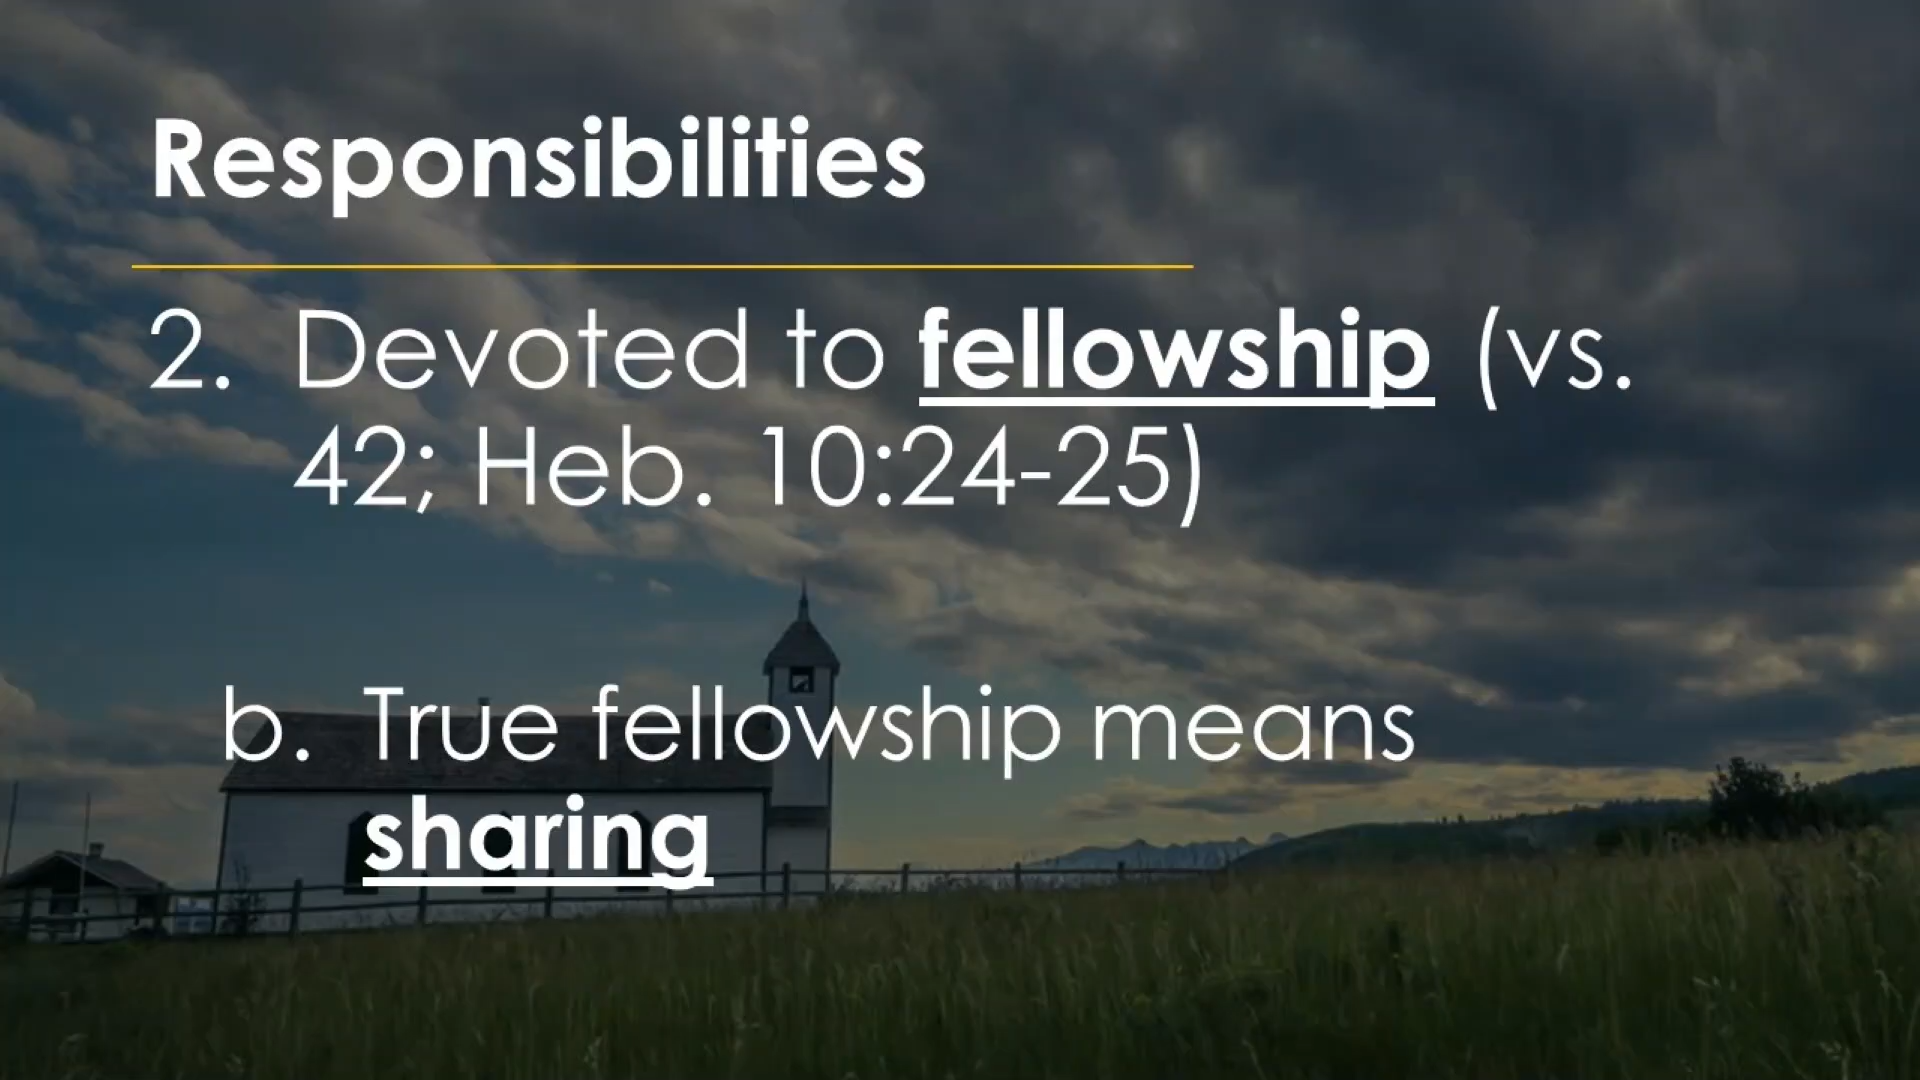 Responsibilities
2. Devoted to fellowship (vs.
42; Heb. 10:24-25)
b. True fellowship means
sharing